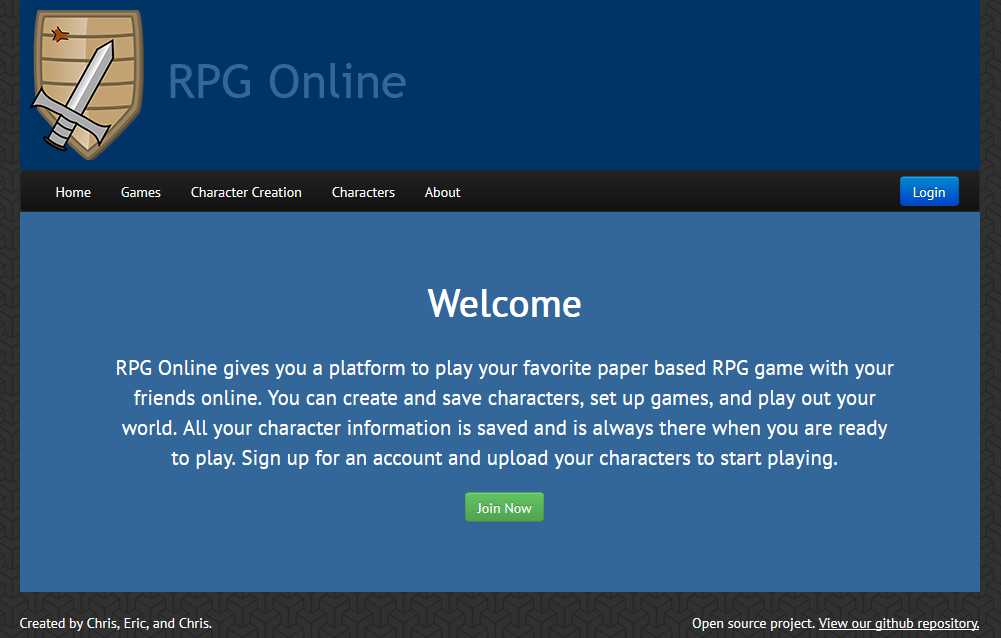 RPG Online
Home Games Character Creation Characters About Login
Welcome
RPG Online gives you a platform to play your favorite paper based RPG game with your
friends online. You can create and save characters, set up games, and play out your
world. All your character information is saved and is always there when you are ready
to play. Sign up for an account and upload your characters to start playing.
Join Now
Created by Chris, Eric, and Chris. Open source project. View our github repository.